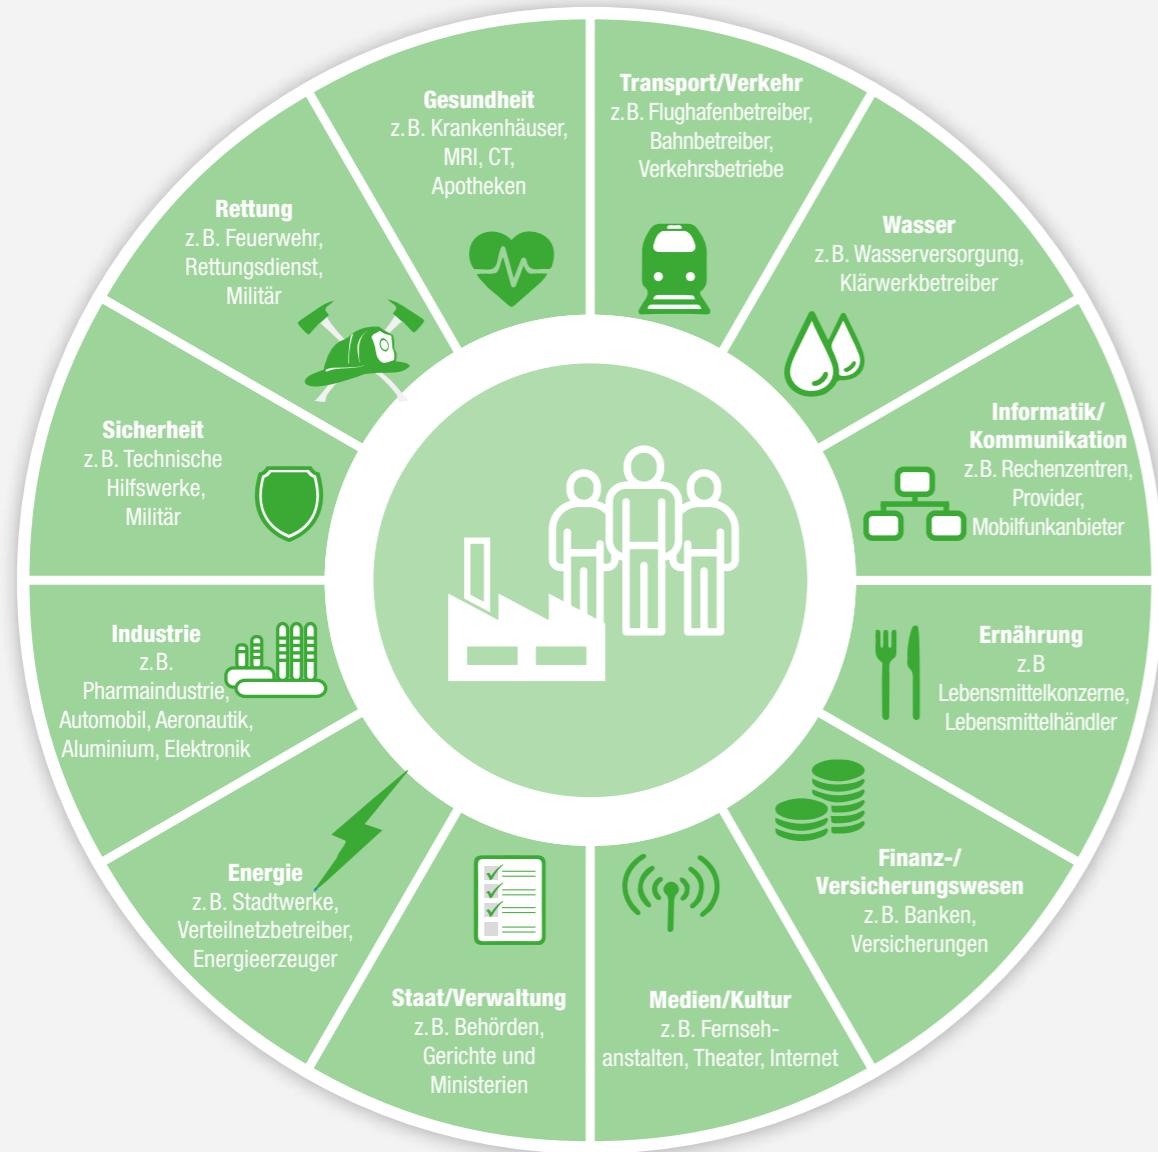 Transport/Verkehr
z. B. Flughafenbetreiber,
Bahnbetreiber,
Verkehrsbetriebe
Wasser
z. B. Wasserversorgung,
Klärwerkbetreiber
Informatik/
Kommunikation
z. B. Rechenzentren,
Provider,
Mobilfunkanbieter
Ernährung
z. B
Lebensmittelkonzerne,
Lebensmittelhändler
Finanz-/
Versicherungswesen
z. B. Banken,
Versicherungen
Medien/Kultur
z. B. Fernseh-
anstalten, Theater, Internet
Staat/Verwaltung
z. B. Behörden,
Gerichte und
Ministerien
Energie
z. B. Stadtwerke,
Verteilnetzbetreiber,
Energieerzeuger
Industrie
z. B.
Pharmaindustrie,
Automobil, Aeronautik,
Aluminium, Elektronik
Sicherheit
z. B. Technische
Hilfswerke,
Militär
Rettung
z. B. Feuerwehr,
Rettungsdienst,
Militär
Gesundheit
z. B. Krankenhäuser,
MRI, CT,
Apotheken